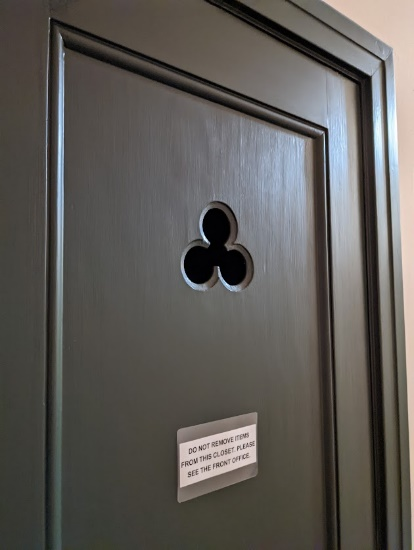 DO NOT REMOVE ITEMS
FROM THIS CLOSET. PLEASE
SEE THE FRONT OFFICE.